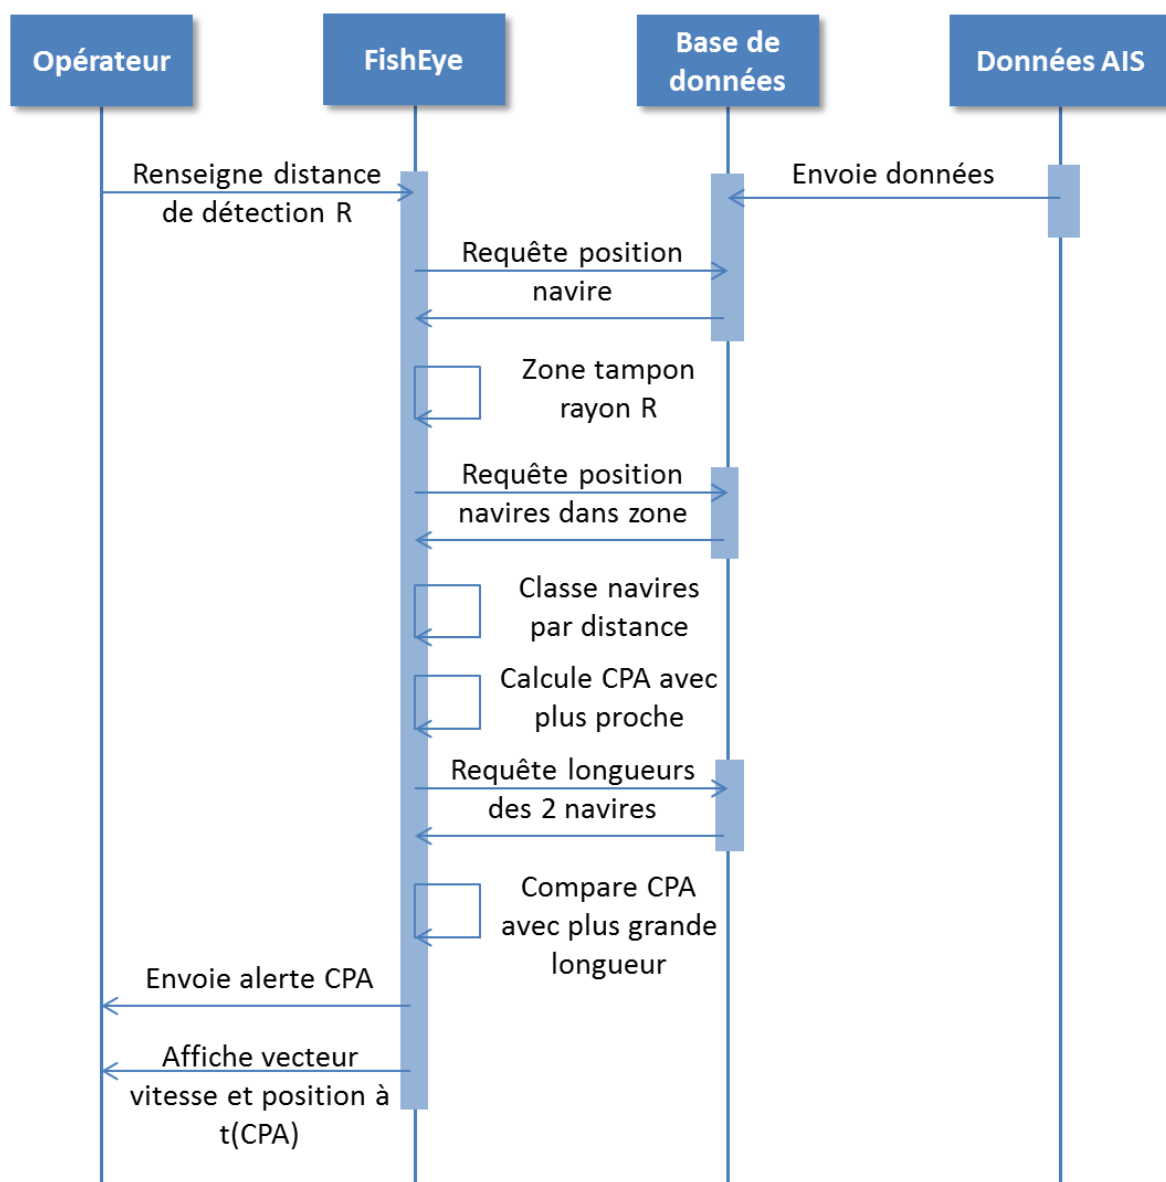 Opérateur
FishEye
Base de
données
Données AIS
Renseigne distance
de détection R
Envoie données
Requête position
navire
Zone tampon
rayon R
Requête position
navires dans zone
Classe navires
par distance
Calcule CPA avec
plus proche
Requête longueurs
des 2 navires
Compare CPA
avec plus grande
longueur
Envoie alerte CPA
Affiche vecteur
vitesse et position à
t(CPA)